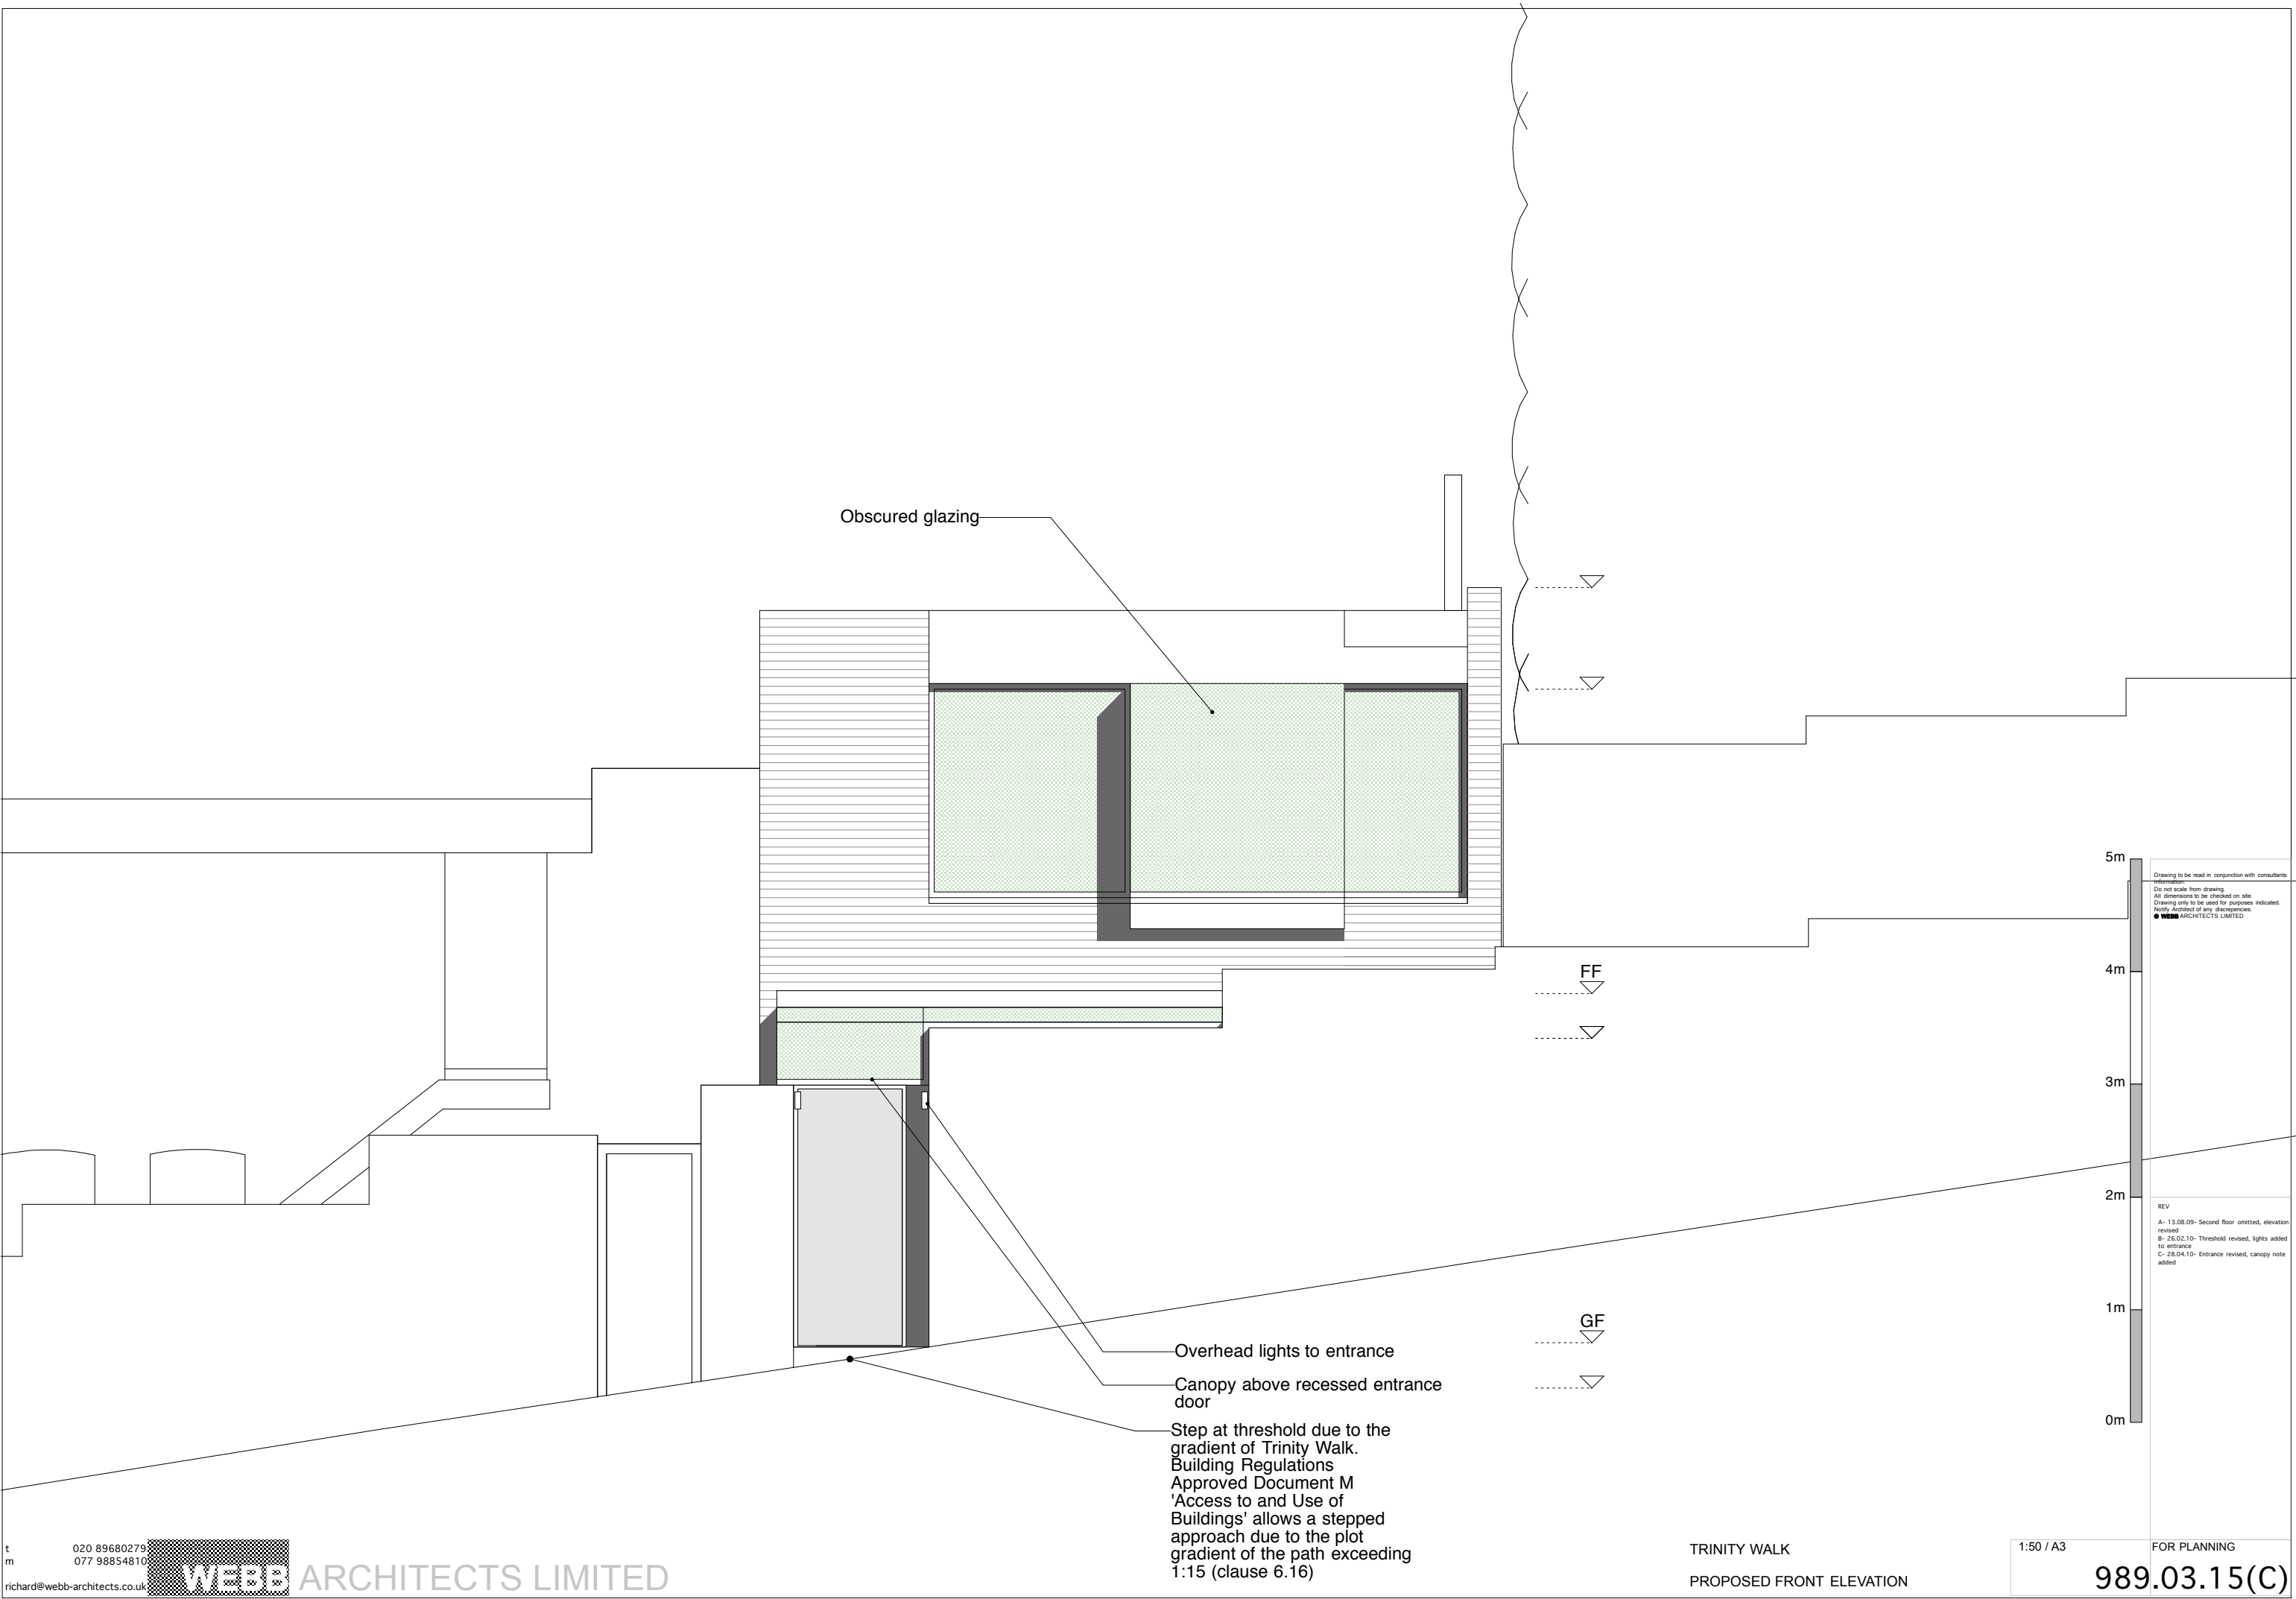 Obscured glazing
5m
Drawing to be read in conjunction with consultants
information.
Do not scale from drawing.
All dimensions to be checked on site.
Drawing only to be used for purposes indicated.
Notify Architect of any discrepencies.
© WEBB ARCHITECTS LIMITED
4m
FF
3m
2m
REV
A- 13.08.09- Second floor omitted, elevation
revised
B- 26.02.10- Threshold revised, lights added
to entrance
C- 28.04.10- Entrance revised, canopy note
added
1m
GF
Overhead lights to entrance
Canopy above recessed entrance
door
0m
Step at threshold due to the
gradient of Trinity Walk.
Building Regulations
Approved Document M
'Access to and Use of
Buildings' allows a stepped
approach due to the plot
gradient of the path exceeding
1:15 (clause 6.16)
t 020 89680279
m 077 98854810
richard@webb-architects.co.uk
WEBB ARCHITECTS LIMITED
TRINITY WALK
PROPOSED FRONT ELEVATION
1:50 / A3
FOR PLANNING
989.03.15(C)